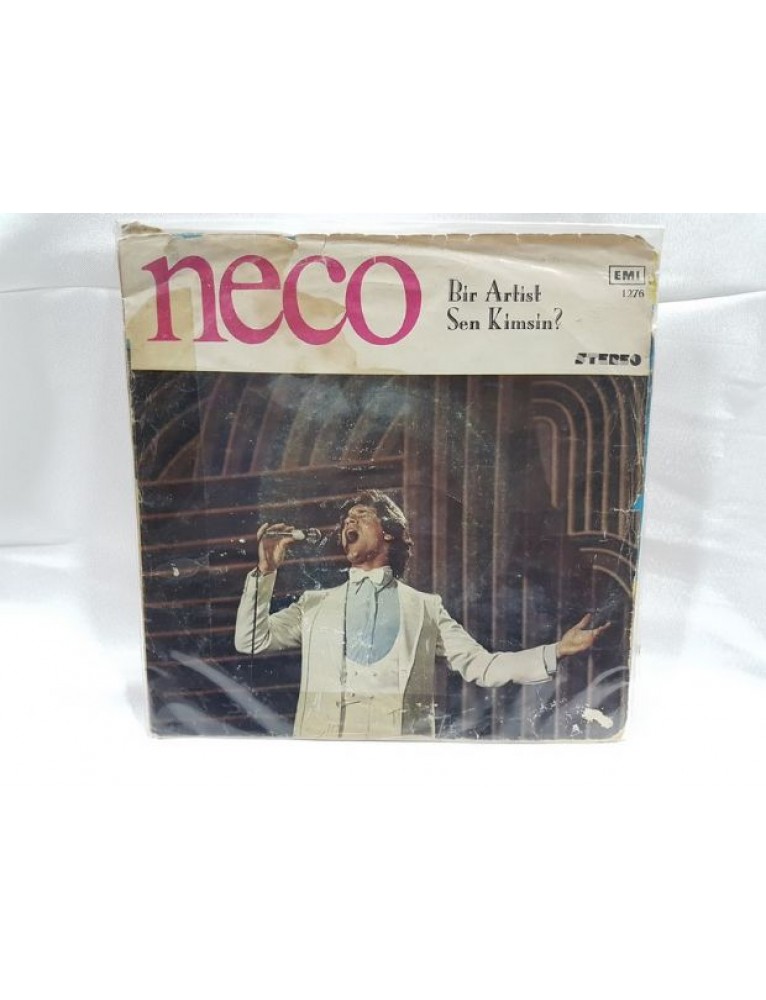 neco
Bir Artist
Sen Kimsin?
EMI
1276
STEREO